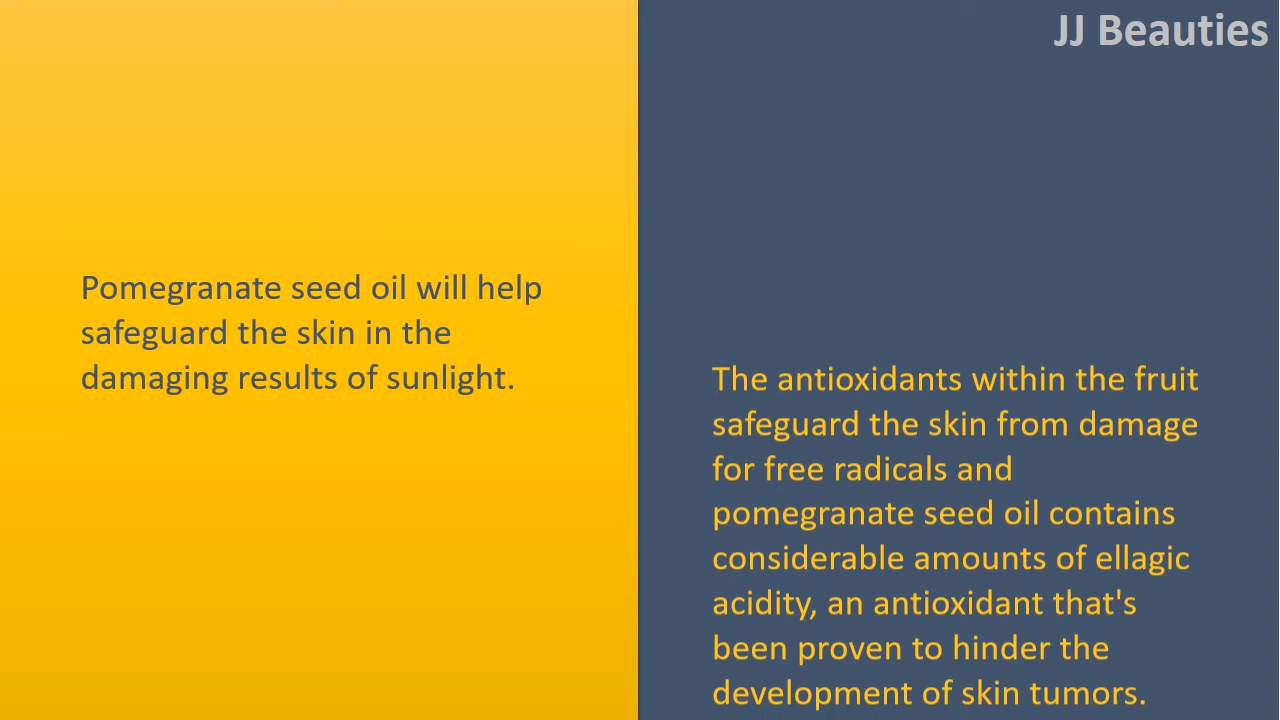 JJ Beauties
Pomegranate seed oil will help
safeguard the skin in the
damaging results of sunlight.
The antioxidants within the fruit
safeguard the skin from damage
for free radicals and
pomegranate seed oil contains
considerable amounts of ellagic
acidity, an antioxidant that's
been proven to hinder the
development of skin tumors.